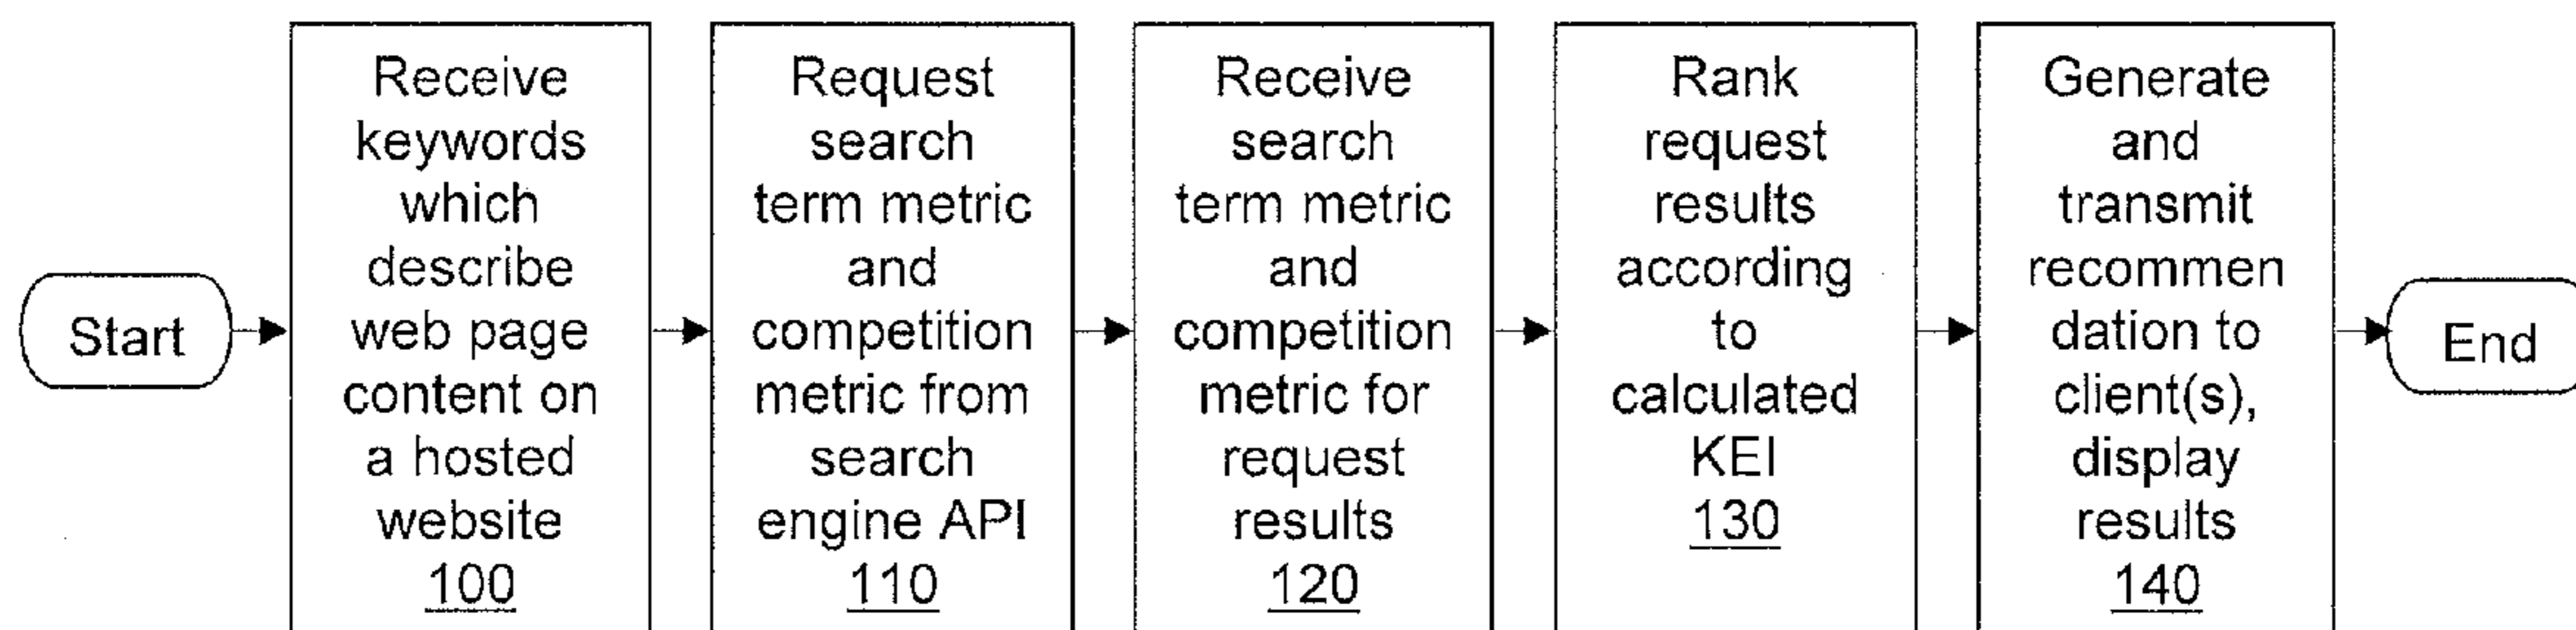 Start
Receive
keywords
which
describe
web page
content on
a hosted
website
100
Request
search
term metric
and
competition
metric from
search
engine API
110
Receive
search
term metric
and
competition
metric for
request
results
120
Rank
request
results
according
to
calculated
KEI
130
Generate
and
transmit
recommen
dation to
client(s),
display
results
140
End